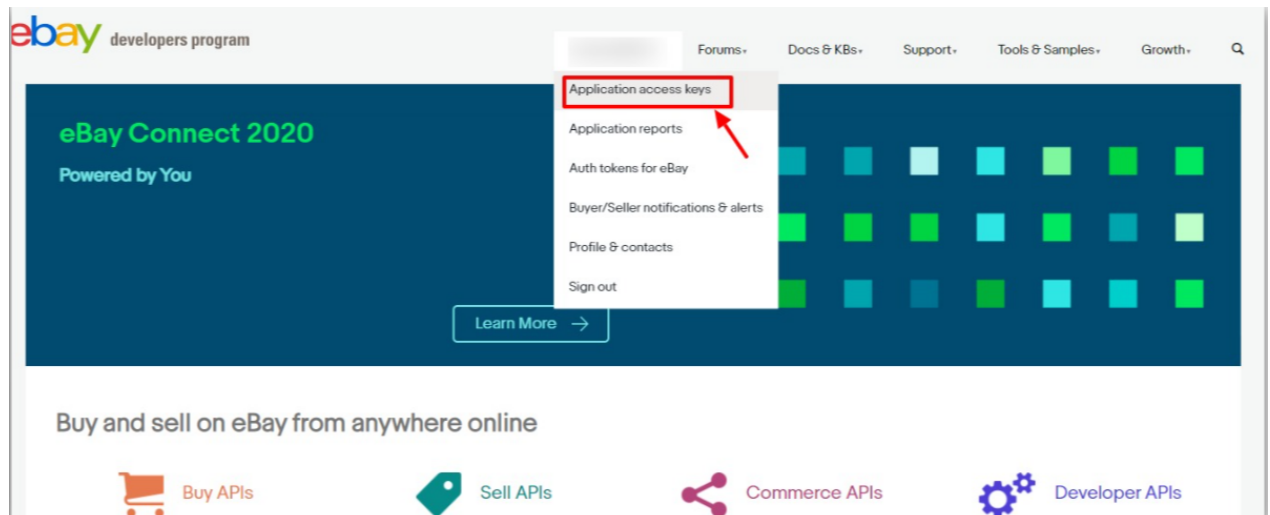 ebay developers program
Forums Docs & KBs Support Tools & Samples Growth
Application access keys
Application reports
Auth tokens for eBay
Buyer/Seller notifications & alerts
Profile & contacts
Sign out
eBay Connect 2020
Powered by You
Learn More →
Buy and sell on eBay from anywhere online
Buy APIs Sell APIs Commerce APIs Developer APIs